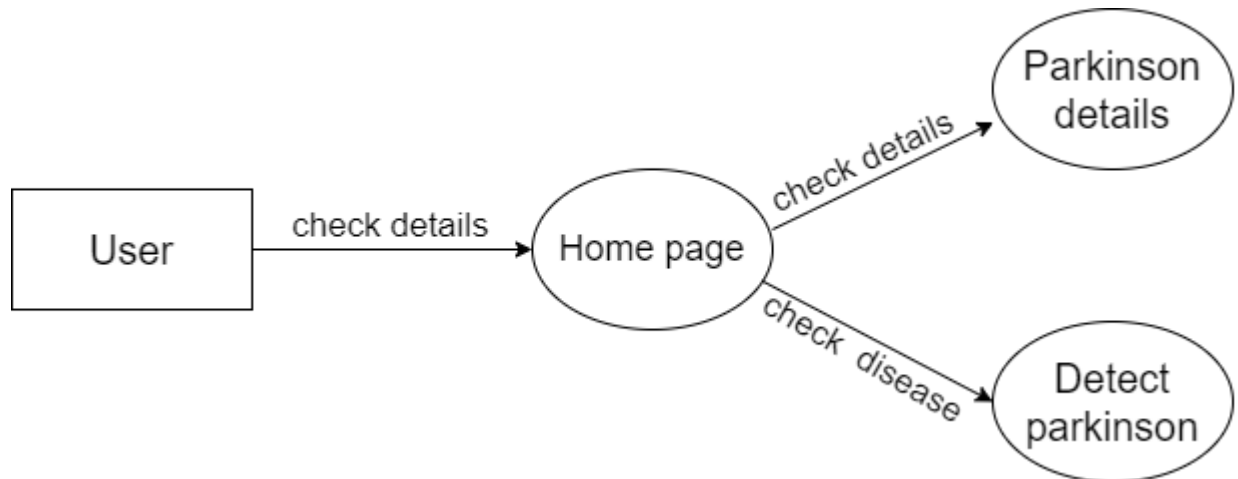 Parkinson
details
check details
User
check details
Home page
check disease
Detect
parkinson